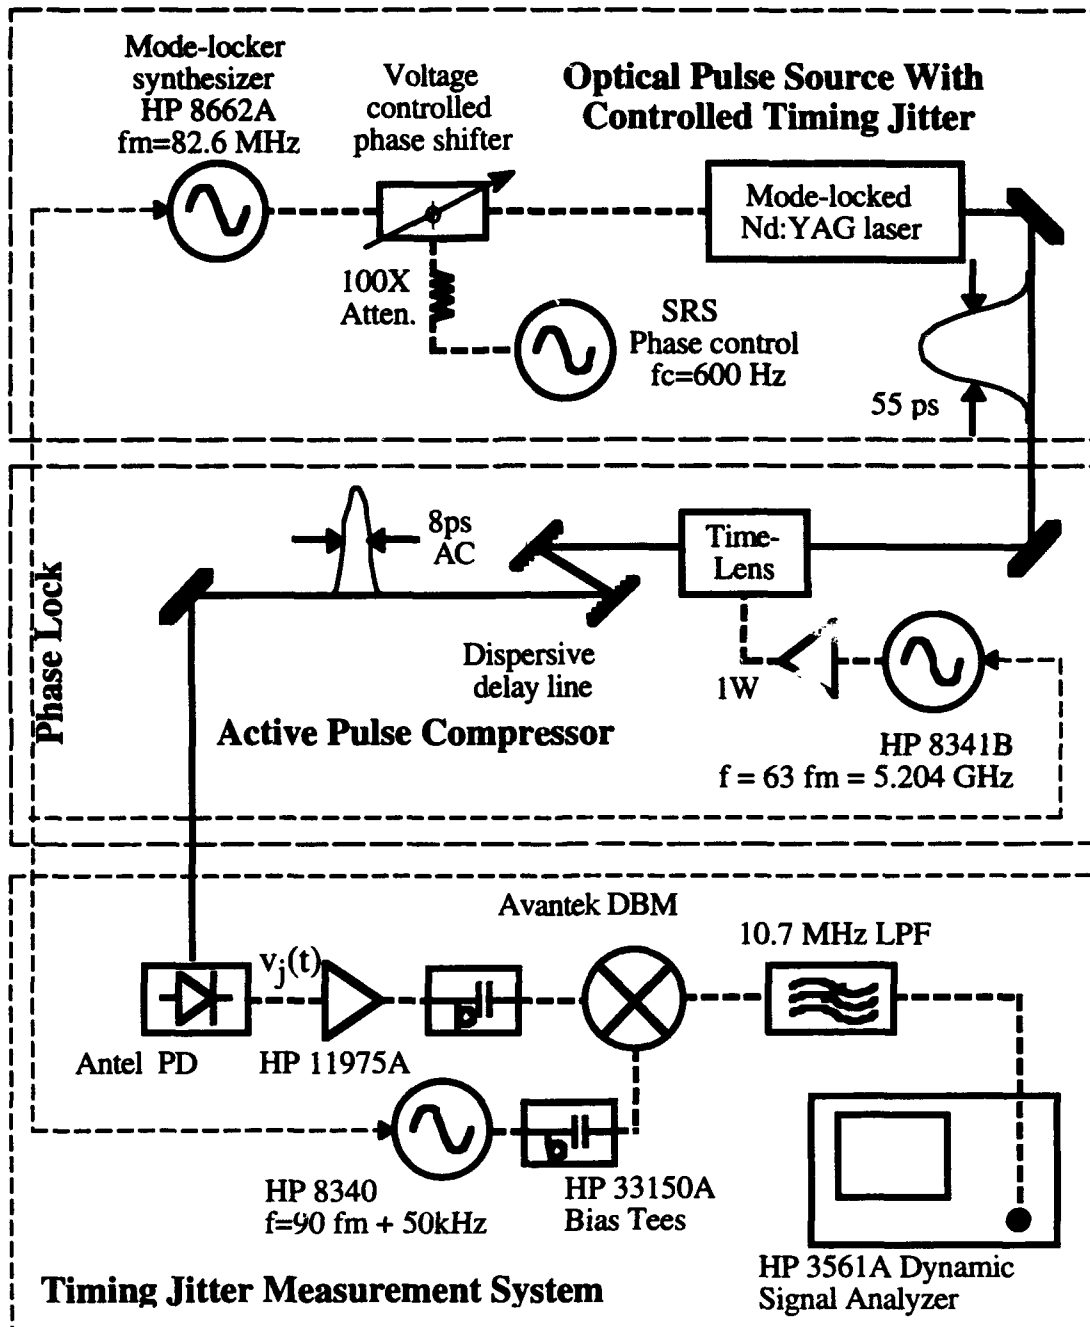 Mode-locker
synthesizer
HP 8662A
fm=82.6 MHz
Voltage
controlled
phase shifter
Optical Pulse Source With
Controlled Timing Jitter
Mode-locked
Nd:YAG laser
ϕ
100X
Atten.
SRS
Phase control
fc=600 Hz
55 ps
8ps
AC
Time-
Lens
Phase Lock
Dispersive
delay line
1W
Active Pulse Compressor
HP 8341B
f = 63 fm = 5.204 GHz
Avantek DBM
10.7 MHz LPF
vj(t)
Antel PD
HP 11975A
HP 8340
f=90 fm + 50kHz
HP 33150A
Bias Tees
HP 3561A Dynamic
Signal Analyzer
Timing Jitter Measurement System